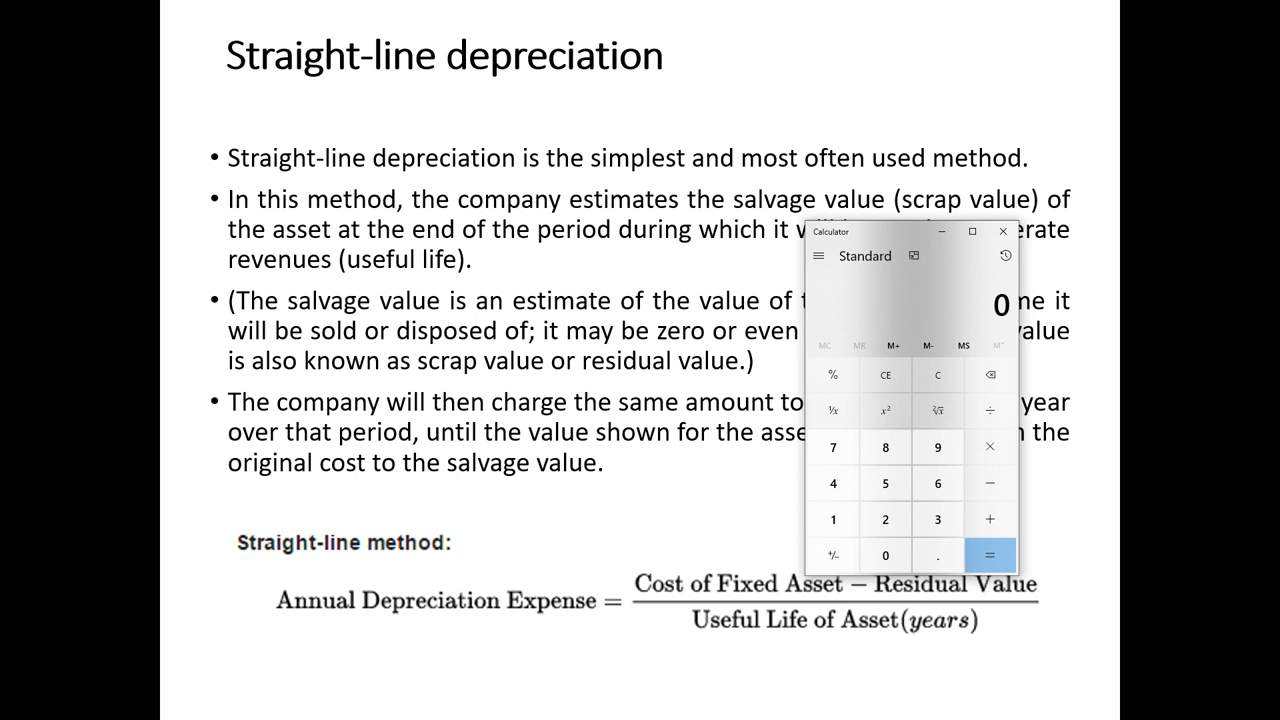 Straight-line depreciation
• Straight-line depreciation is the simplest and most often used method.
• In this method, the company estimates the salvage value (scrap value) of
the asset at the end of the period during which it erate
revenues (useful life).
• (The salvage value is an estimate of the value of me it
will be sold or disposed of; it may be zero or even value
is also known as scrap value or residual value.)
• The company will then charge the same amount to year
over that period, until the value shown for the asse the
original cost to the salvage value.
Calculator
Standard
0
MC MR M+ M- MS M˅
% CE C
¹/x x² ²√x ÷
7 8 9 ×
4 5 6 −
1 2 3 +
+/− 0 . =
Straight-line method:
Annual Depreciation Expense = Cost of Fixed Asset − Residual Value
Useful Life of Asset(years)